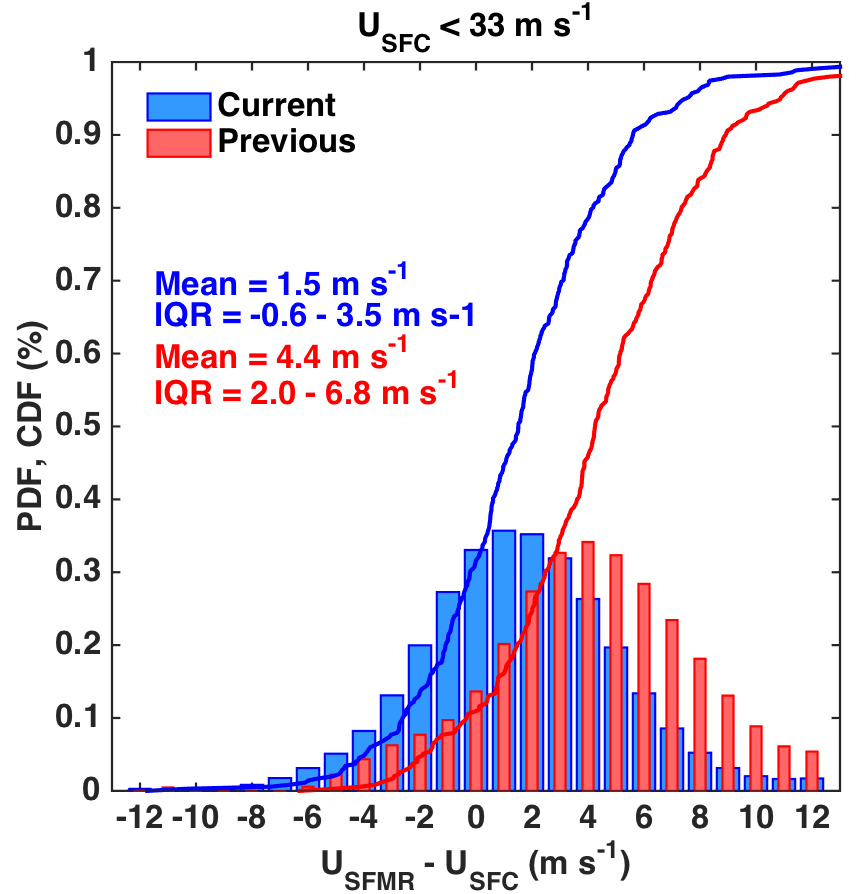 U_SFC < 33 m s^-1
1
0.9
0.8
0.7
0.6
0.5
0.4
0.3
0.2
0.1
0
PDF, CDF (%)
Current
Previous
Mean = 1.5 m s^-1
IQR = -0.6 - 3.5 m s-1
Mean = 4.4 m s^-1
IQR = 2.0 - 6.8 m s^-1
-12 -10 -8 -6 -4 -2 0 2 4 6 8 10 12
U_SFMR - U_SFC (m s^-1)